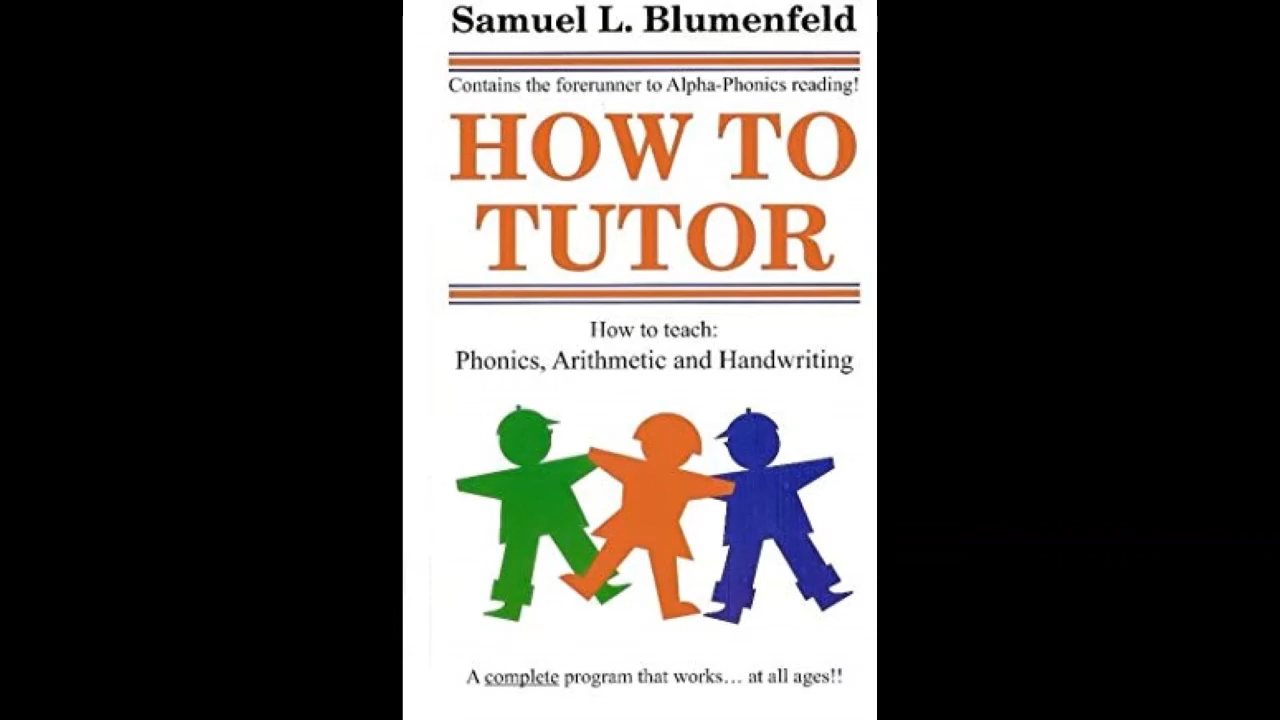 Samuel L. Blumenfeld
Contains the forerunner to Alpha-Phonics reading!
HOW TO
TUTOR
How to teach:
Phonics, Arithmetic and Handwriting
A complete program that works... at all ages!!